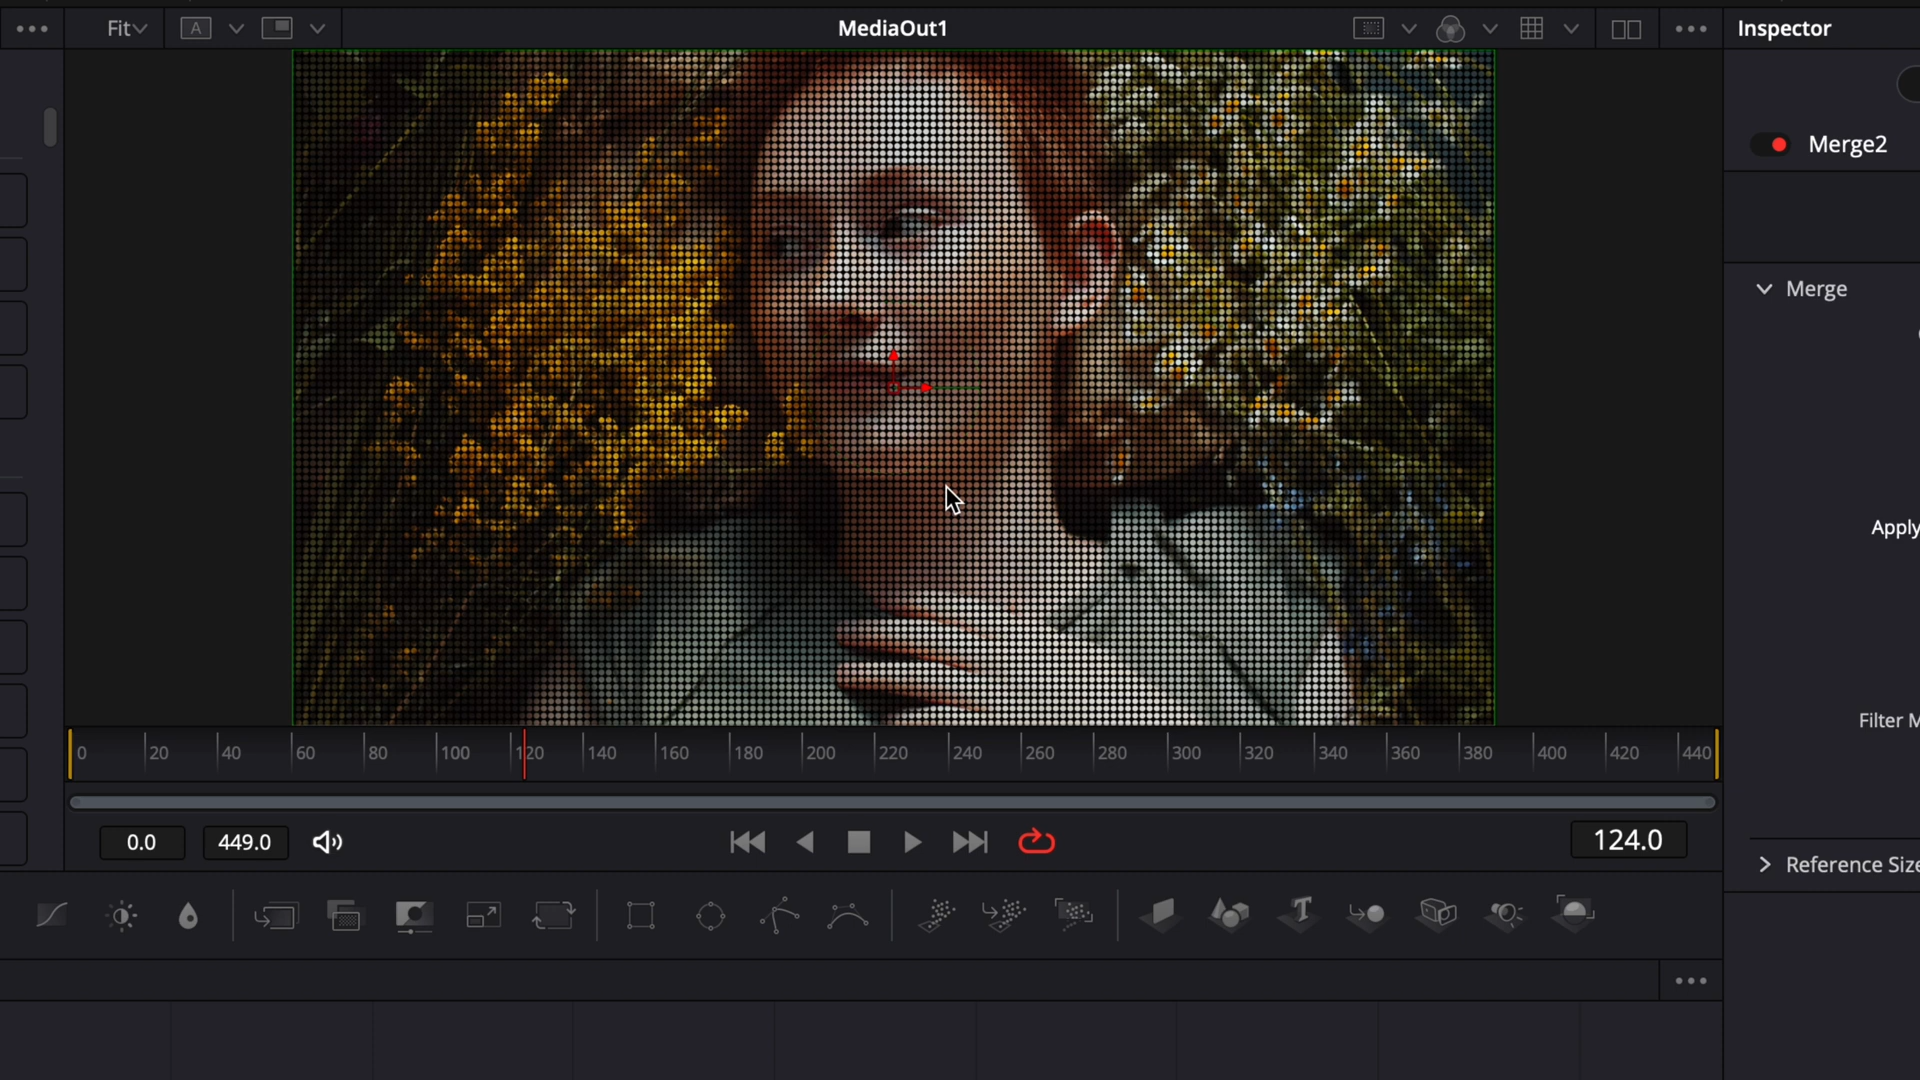 Fit
A
MediaOut1
Inspector
Merge2
Merge
Apply
Filter M
0 20 40 60 80 100 120 140 160 180 200 220 240 260 280 300 320 340 360 380 400 420 440
0.0 449.0
124.0
Reference Size
T